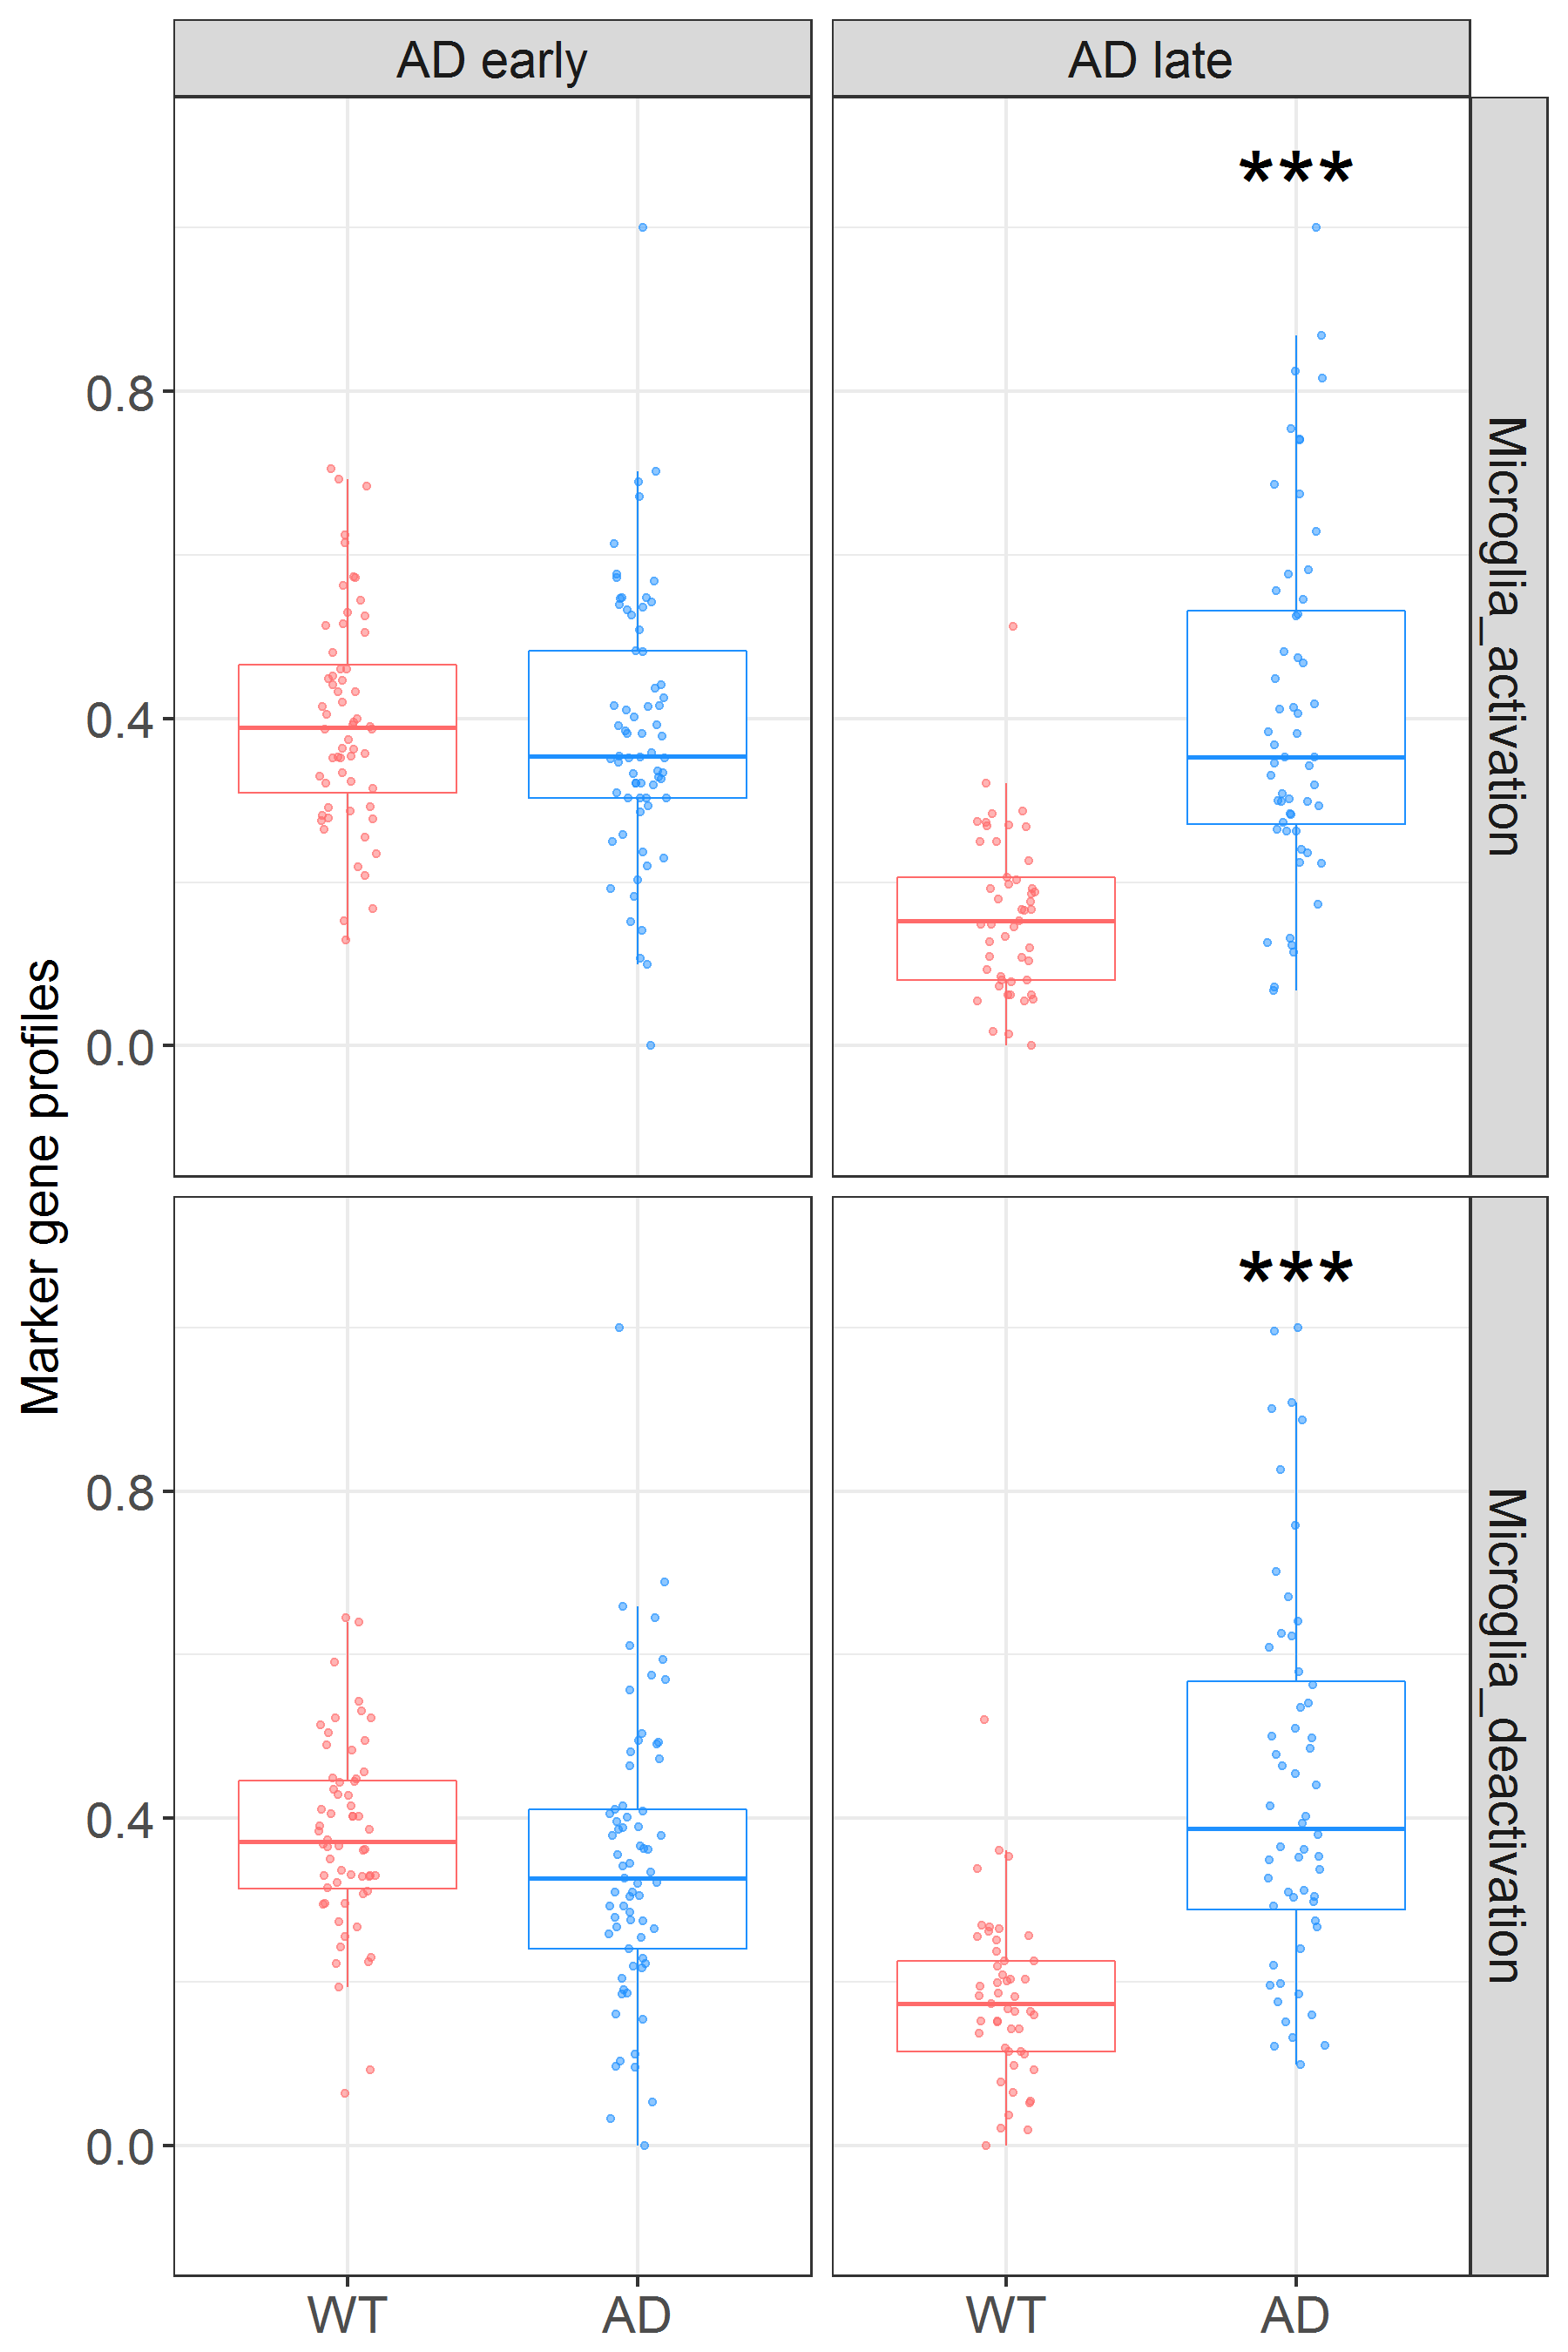 AD early
AD late
***
Microglia_activation
0.8
0.4
0.0
Marker gene profiles
***
Microglia_deactivation
0.8
0.4
0.0
WT
AD
WT
AD